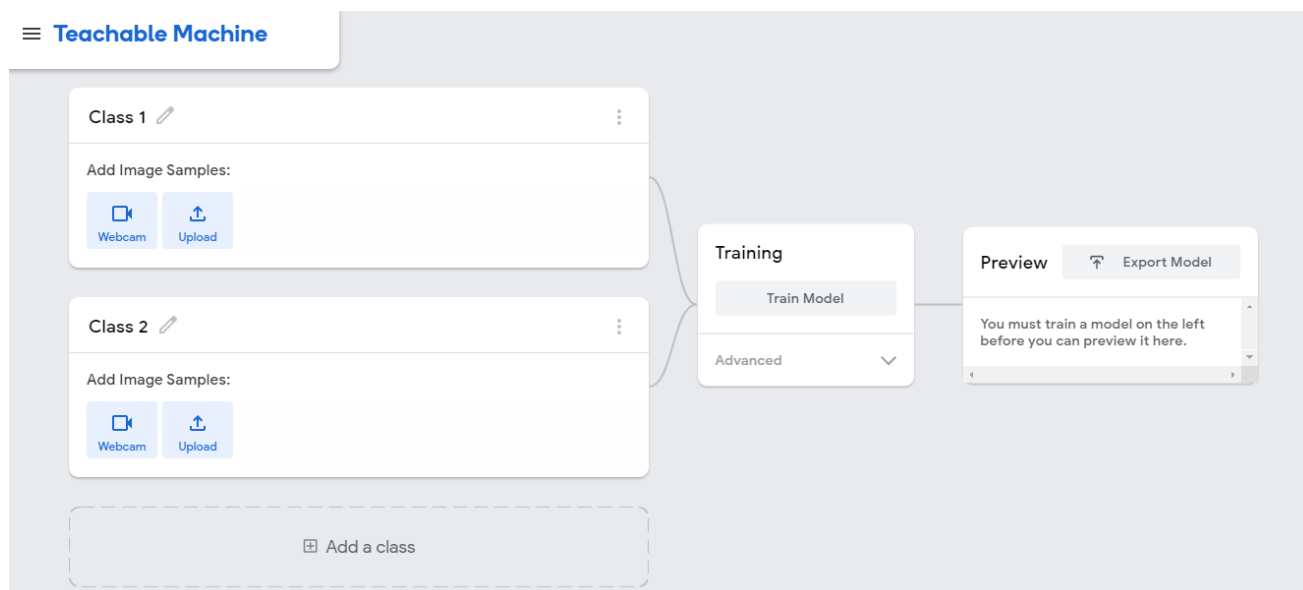 Teachable Machine
Class 1
Add Image Samples:
Webcam
Upload
Class 2
Add Image Samples:
Webcam
Upload
Add a class
Training
Train Model
Advanced
Preview
Export Model
You must train a model on the left
before you can preview it here.